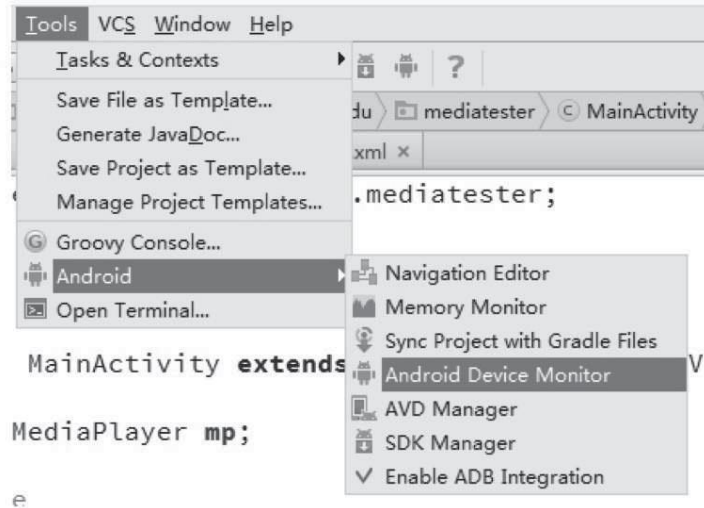 Tools VCS Window Help
Tasks & Contexts
?
Save File as Template...
du mediatester C MainActivity
Generate JavaDoc...
xml ×
Save Project as Template...
Manage Project Templates...
.mediatester;
G Groovy Console...
Android
Navigation Editor
Open Terminal...
Memory Monitor
Sync Project with Gradle Files
MainActivity extends
Android Device Monitor
V
AVD Manager
MediaPlayer mp;
SDK Manager
Enable ADB Integration
e